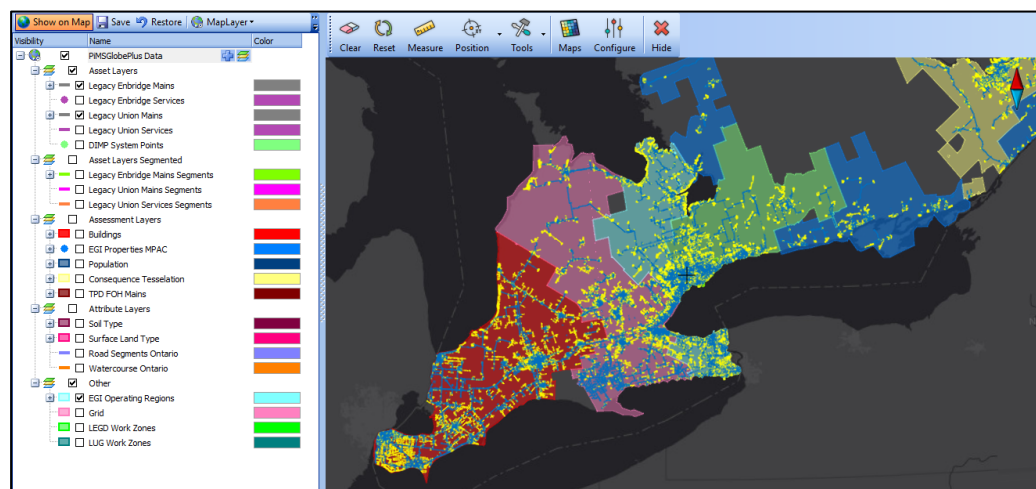 Show on Map Save Restore MapLayer
Visibility Name Color
PiMSGlobePlus Data
Asset Layers
Legacy Enbridge Mains
Legacy Enbridge Services
Legacy Union Mains
Legacy Union Services
DIMP System Points
Asset Layers Segmented
Legacy Enbridge Mains Segments
Legacy Union Mains Segments
Legacy Union Services Segments
Assessment Layers
Buildings
EGI Properties MPAC
Population
Consequence Tesselation
TPD FOH Mains
Attribute Layers
Soil Type
Surface Land Type
Road Segments Ontario
Watercourse Ontario
Other
EGI Operating Regions
Grid
LEGD Work Zones
LUG Work Zones
Clear Reset Measure Position Tools Maps Configure Hide